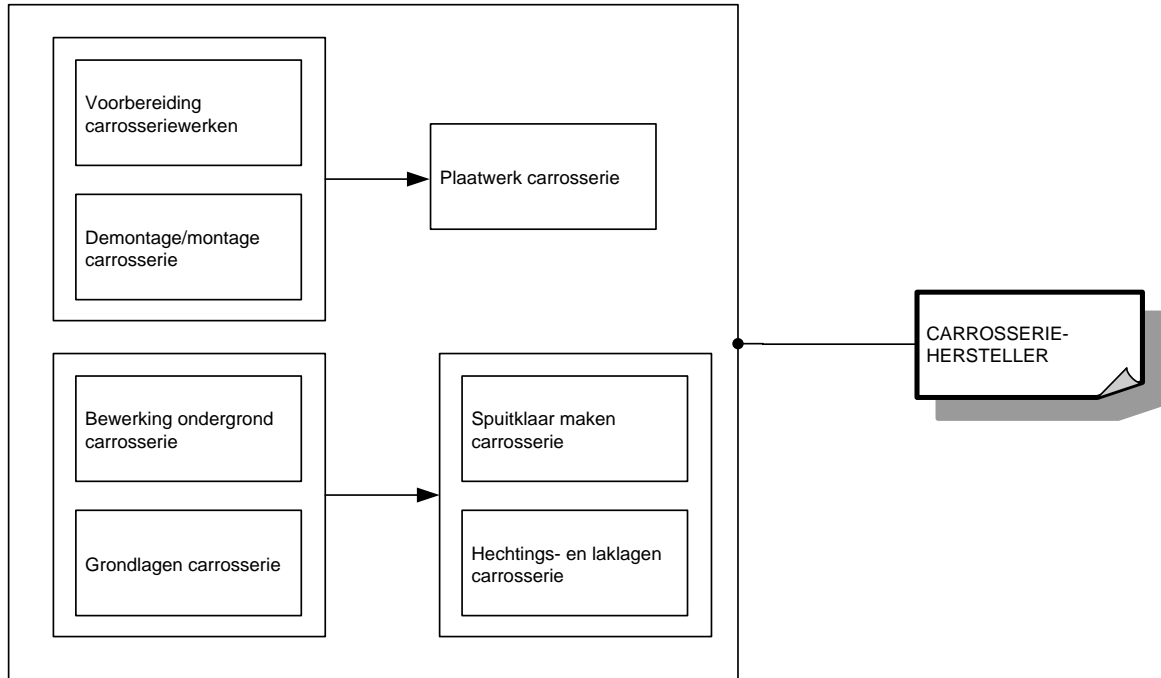 Voorbereiding
carrosseriewerken
Demontage/montage
carrosserie
Plaatwerk carrosserie
Bewerking ondergrond
carrosserie
Grondlagen carrosserie
Spuitklaar maken
carrosserie
Hechtings- en laklagen
carrosserie
CARROSSERIE-
HERSTELLER